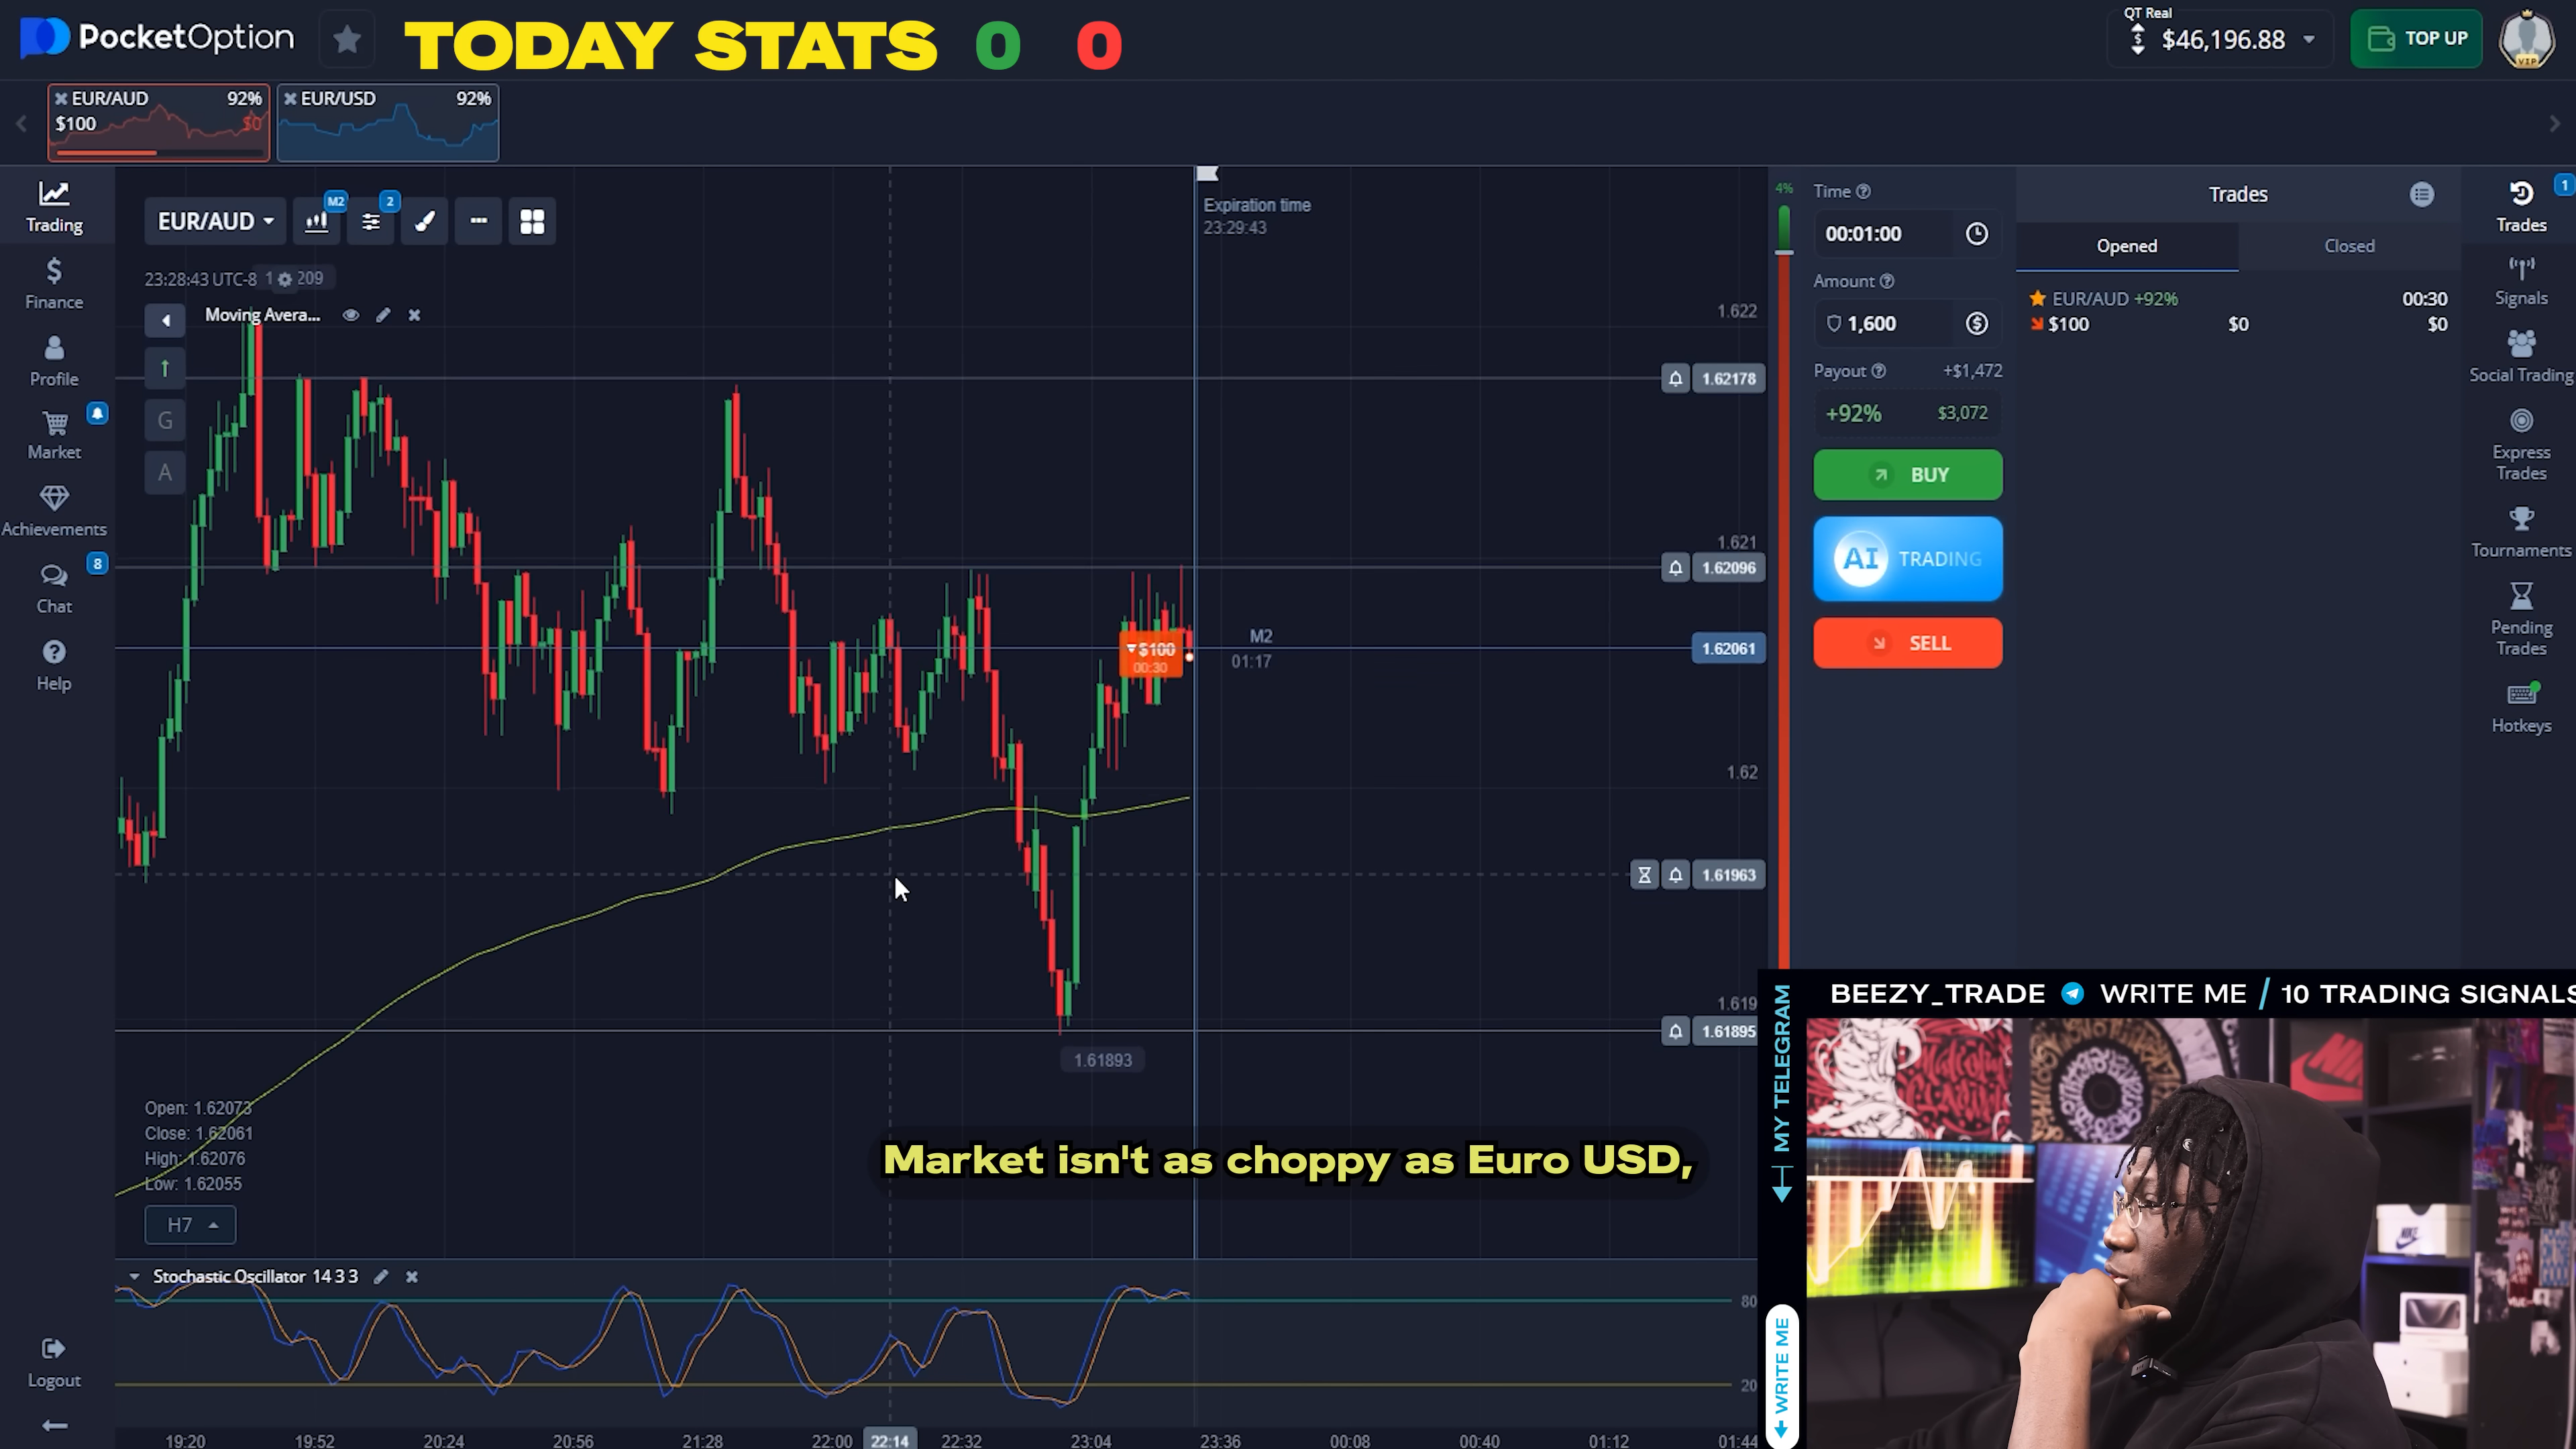 PocketOption
TODAY STATS 0 0
QT Real
$46,196.88
TOP UP
VIP
EUR/AUD 92%
$100 $0
EUR/USD 92%
Trading
Finance
Profile
Market
Achievements
8
Chat
Help
Logout
EUR/AUD
M2
2
23:28:43 UTC-8
209
Moving Avera...
G
A
Expiration time
23:29:43
1.622
1.62178
1.621
1.62096
M2
01:17
1.62061
$100
00:30
1.62
1.61963
1.619
1.61895
1.61893
Open: 1.62073
Close: 1.62061
High: 1.62076
Low: 1.62055
H7
Market isn't as choppy as Euro USD,
Stochastic Oscillator 14 3 3
80
20
19:20 19:52 20:24 20:56 21:28 22:00 22:14 22:32 23:04 23:36 00:08 00:40 01:12 01:44
4%
Time
00:01:00
Amount
1,600
Payout +$1,472
+92% $3,072
BUY
AI TRADING
SELL
Trades
Opened Closed
EUR/AUD +92% 00:30
$100 $0 $0
1
Trades
Signals
Social Trading
Express
Trades
Tournaments
Pending
Trades
Hotkeys
BEEZY_TRADE WRITE ME / 10 TRADING SIGNALS
MY TELEGRAM
WRITE ME